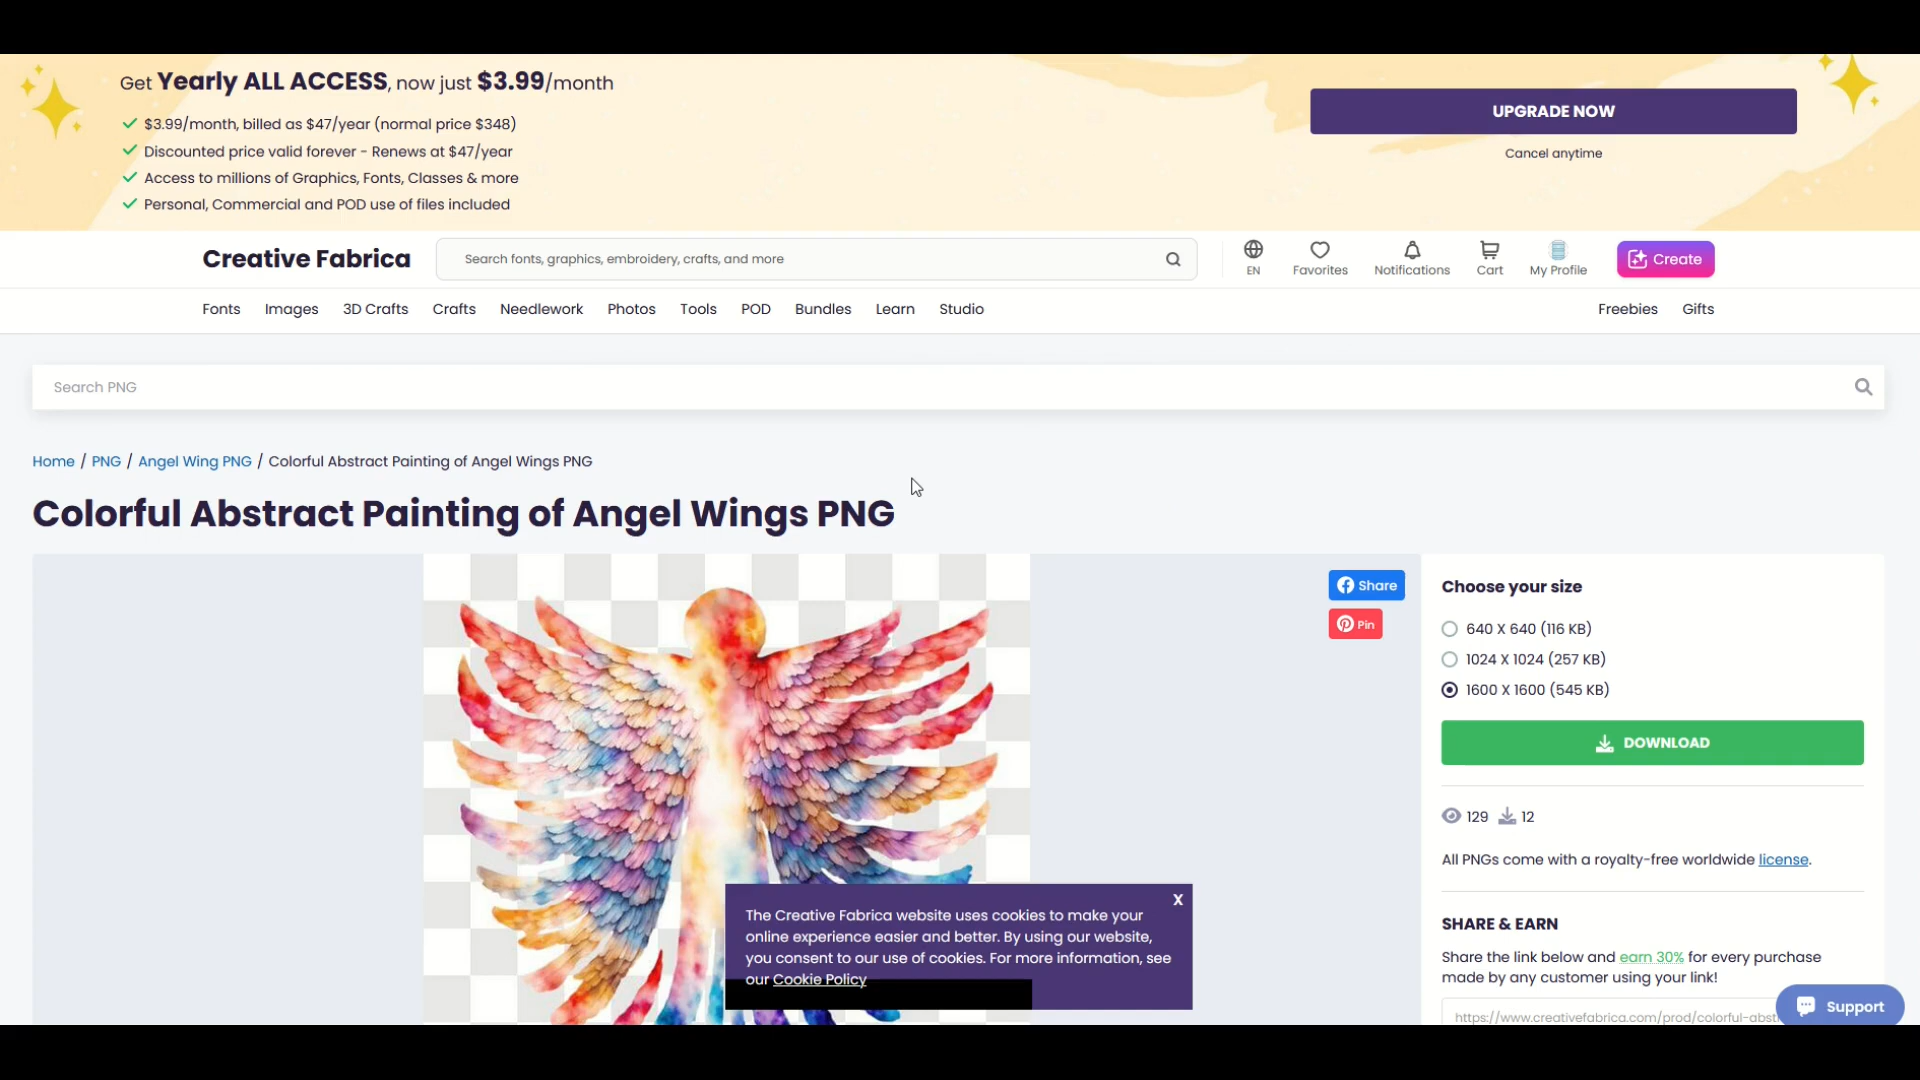 Get Yearly ALL ACCESS, now just $3.99/month
$3.99/month, billed as $47/year (normal price $348)
Discounted price valid forever - Renews at $47/year
Access to millions of Graphics, Fonts, Classes & more
Personal, Commercial and POD use of files included
UPGRADE NOW
Cancel anytime
Creative Fabrica
Search fonts, graphics, embroidery, crafts, and more
EN
Favorites
Notifications
Cart
My Profile
Create
Fonts
Images
3D Crafts
Crafts
Needlework
Photos
Tools
POD
Bundles
Learn
Studio
Freebies
Gifts
Search PNG
Home / PNG / Angel Wing PNG / Colorful Abstract Painting of Angel Wings PNG
Colorful Abstract Painting of Angel Wings PNG
Share
Pin
Choose your size
640 X 640 (116 KB)
1024 X 1024 (257 KB)
1600 X 1600 (545 KB)
DOWNLOAD
129
12
All PNGs come with a royalty-free worldwide license.
SHARE & EARN
Share the link below and earn 30% for every purchase
made by any customer using your link!
https://www.creativefabrica.com/prod/colorful-abst
Support
X
The Creative Fabrica website uses cookies to make your
online experience easier and better. By using our website,
you consent to our use of cookies. For more information, see
our Cookie Policy